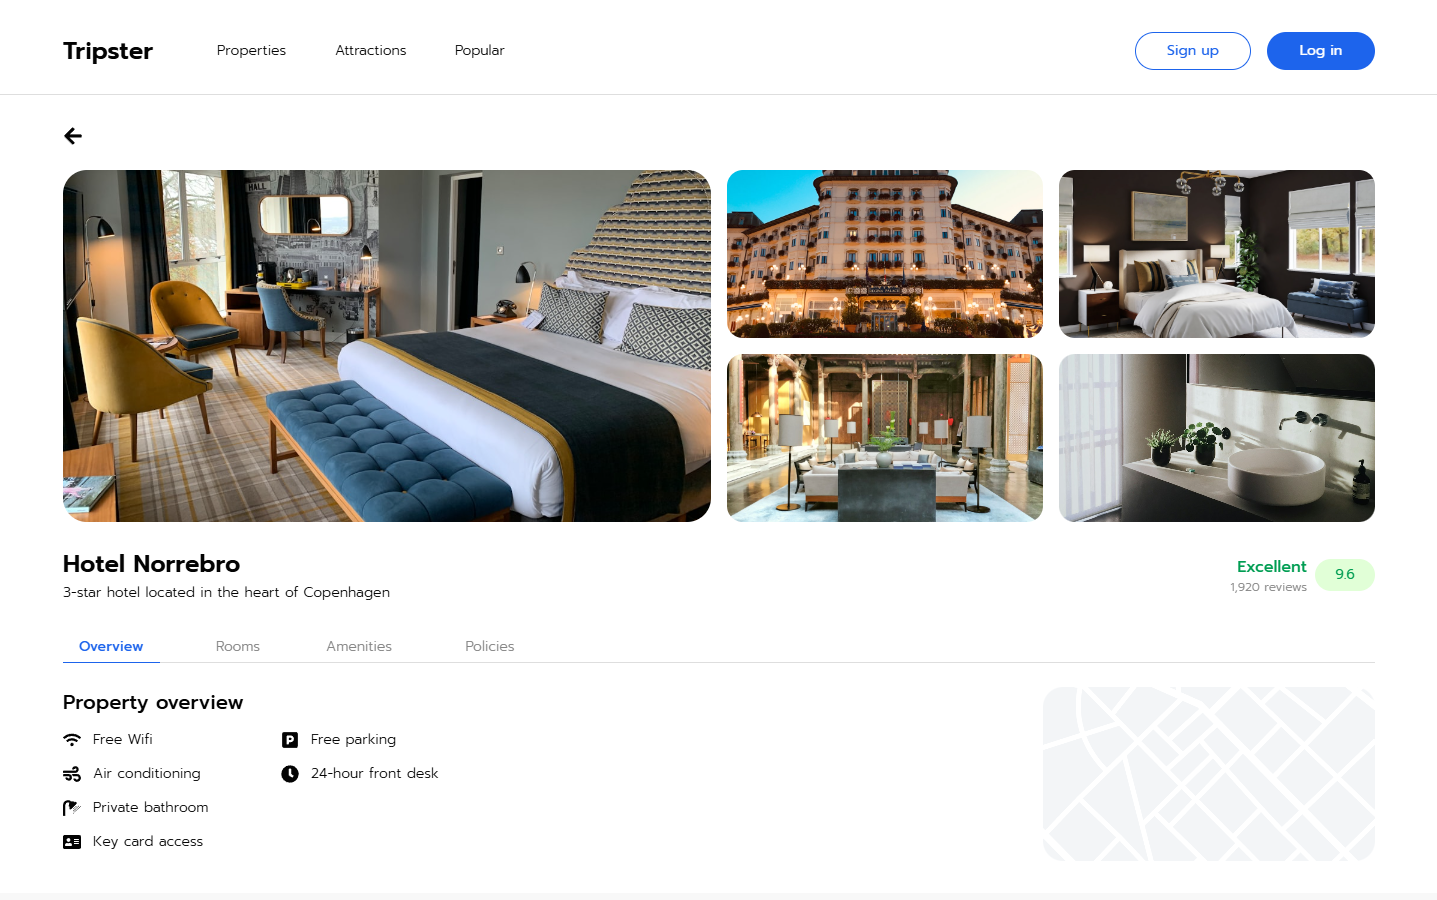 Tripster
Properties
Attractions
Popular
Sign up
Log in
HALL
Hotel Norrebro
3-star hotel located in the heart of Copenhagen
Excellent
1,920 reviews
9.6
Overview
Rooms
Amenities
Policies
Property overview
Free Wifi
Free parking
Air conditioning
24-hour front desk
Private bathroom
Key card access